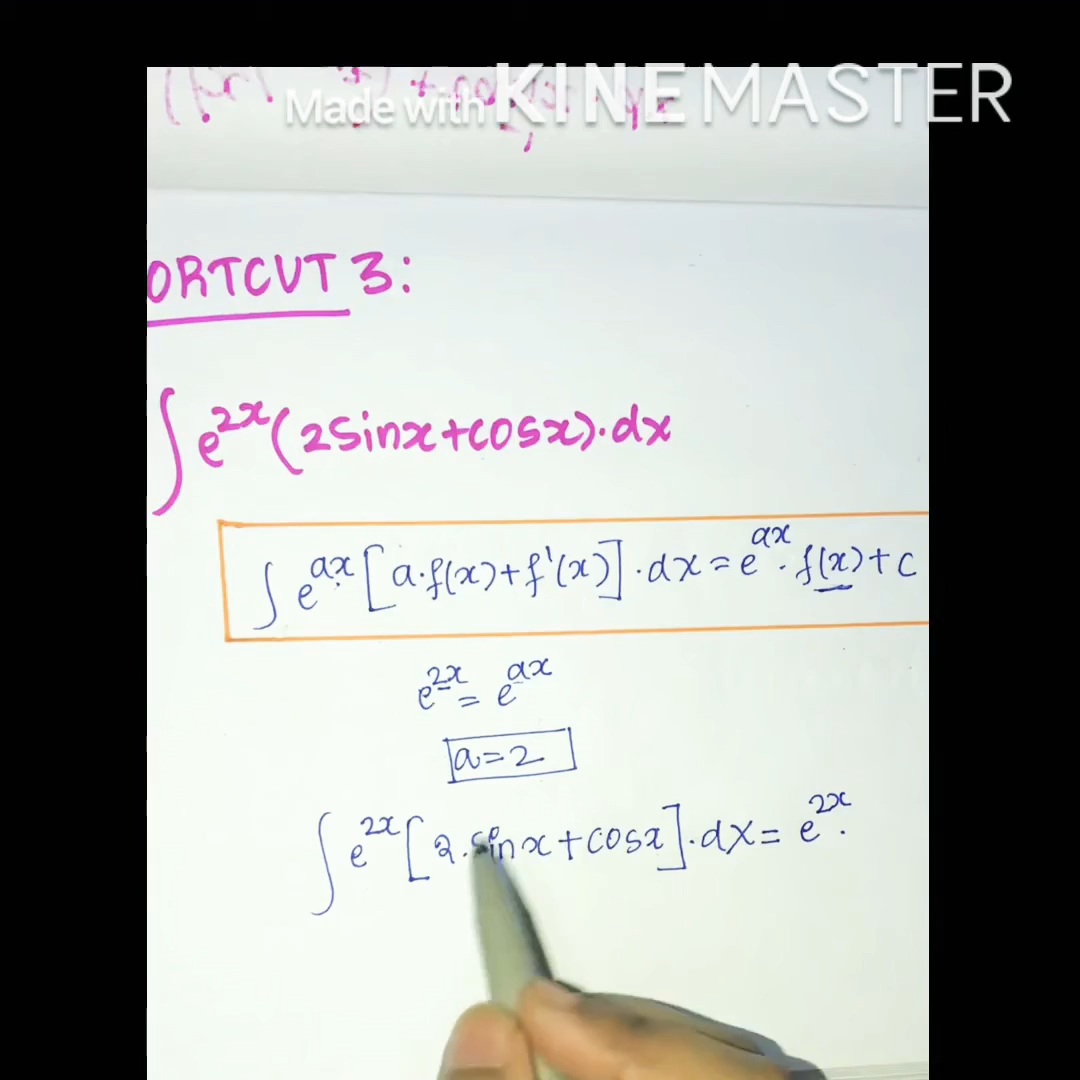 Made with KINEMASTER
ORTCUT 3:
∫e^{2x}(2sinx+cosx).dx
∫e^{ax}[a.f(x)+f'(x)].dx=e^{ax}.f(x)+c
e^{2x}=e^{ax}
a=2
∫e^{2x}[2.sinx+cosx].dx=e^{2x}.